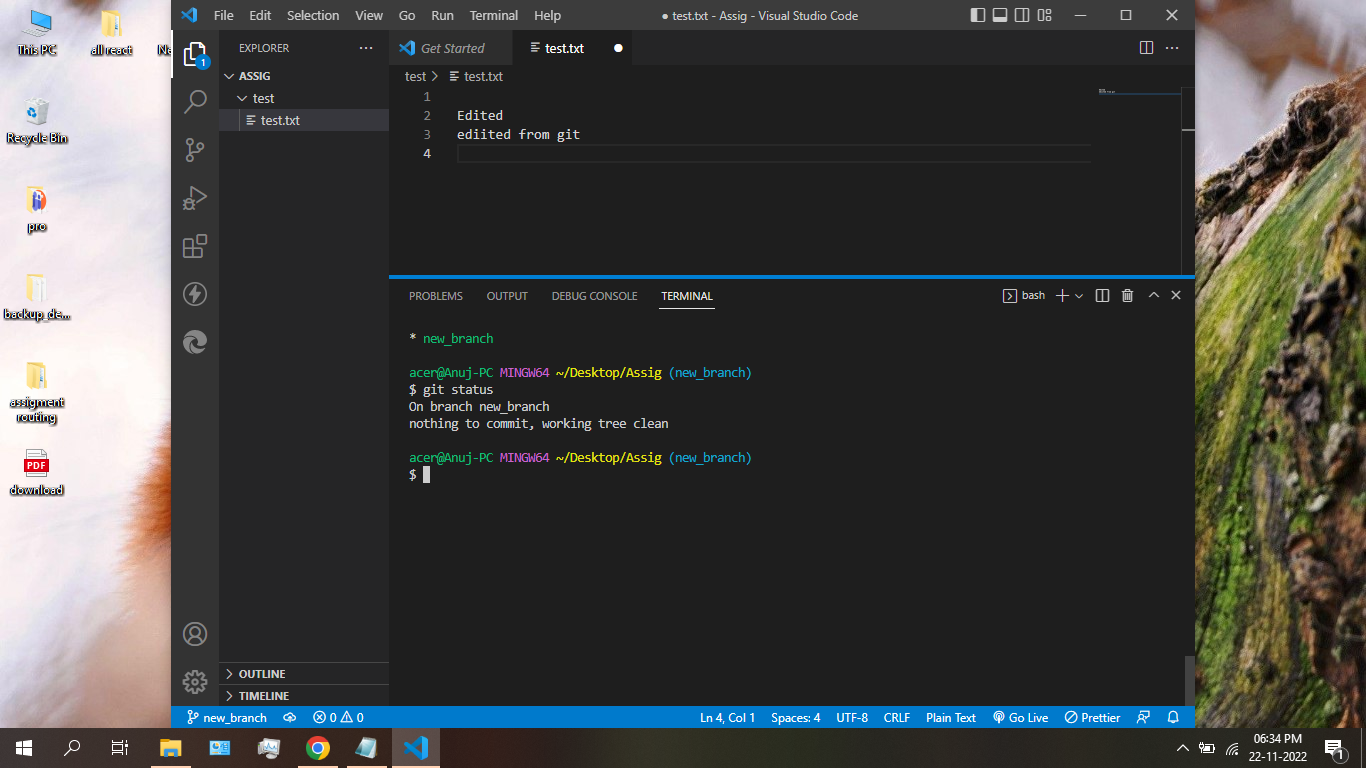 This PC
all react
Ne
Recycle Bin
pro
backup_de...
assigment
routing
PDF
download
File Edit Selection View Go Run Terminal Help
● test.txt - Assig - Visual Studio Code
1
EXPLORER
ASSIG
test
test.txt
OUTLINE
TIMELINE
Get Started
test.txt
test > test.txt
1
2 Edited
3 ediited from git
4
PROBLEMS OUTPUT DEBUG CONSOLE TERMINAL
bash
* new_branch
acer@Anuj-PC MINGW64 ~/Desktop/Assig (new_branch)
$ git status
On branch new_branch
nothing to commit, working tree clean
acer@Anuj-PC MINGW64 ~/Desktop/Assig (new_branch)
$
new_branch 0 0 Ln 4, Col 1 Spaces: 4 UTF-8 CRLF Plain Text Go Live Prettier
06:34 PM
22-11-2022
1